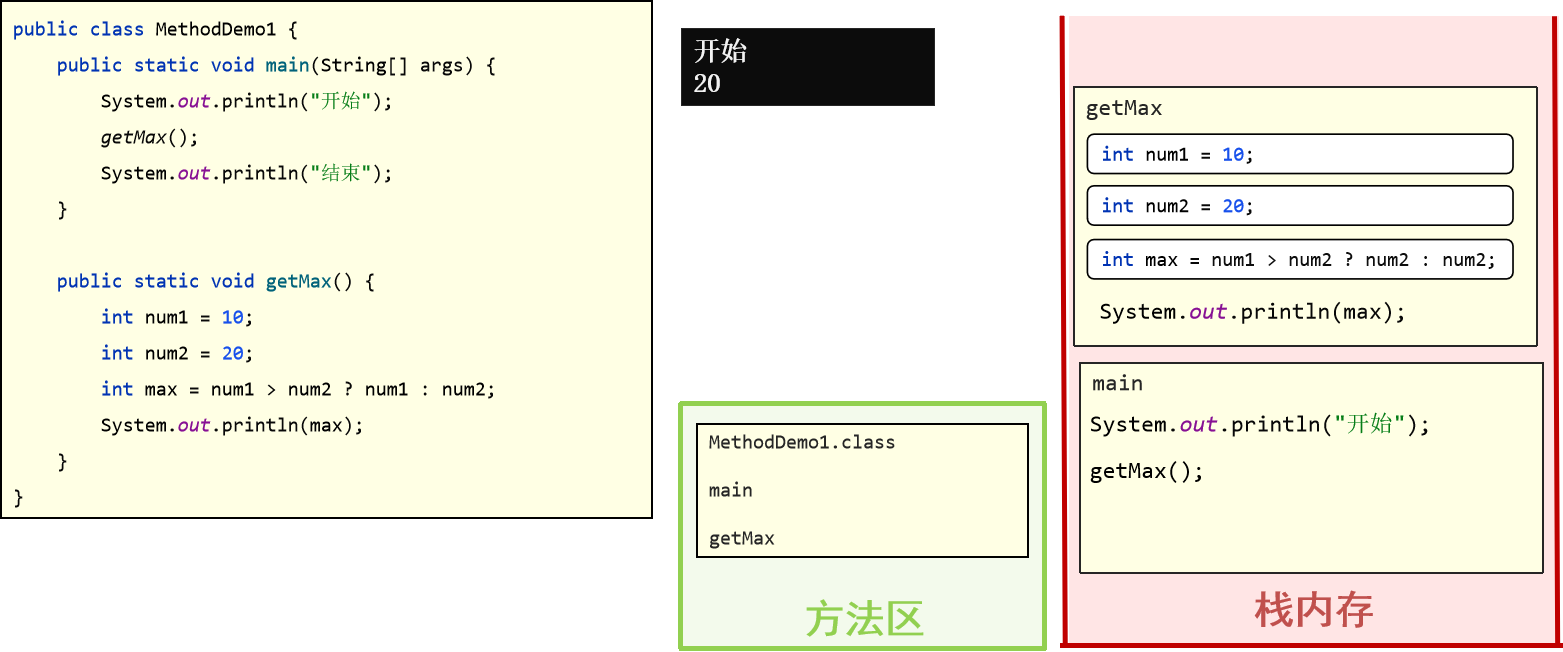 public class MethodDemo1 {
public static void main(String[] args) {
System.out.println("开始");
getMax();
System.out.println("结束");
}
public static void getMax() {
int num1 = 10;
int num2 = 20;
int max = num1 > num2 ? num1 : num2;
System.out.println(max);
}
}
开始
20
MethodDemo1.class
main
getMax
方法区
getMax
int num1 = 10;
int num2 = 20;
int max = num1 > num2 ? num2 : num2;
System.out.println(max);
main
System.out.println("开始");
getMax();
栈内存